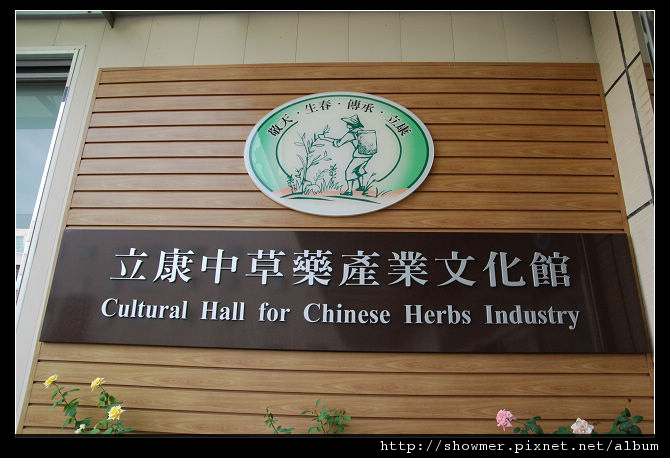 敬天・生春・傳承・立康
立康中草藥產業文化館
Cultural Hall for Chinese Herbs Industry
http://showmer.pixnet.net/album